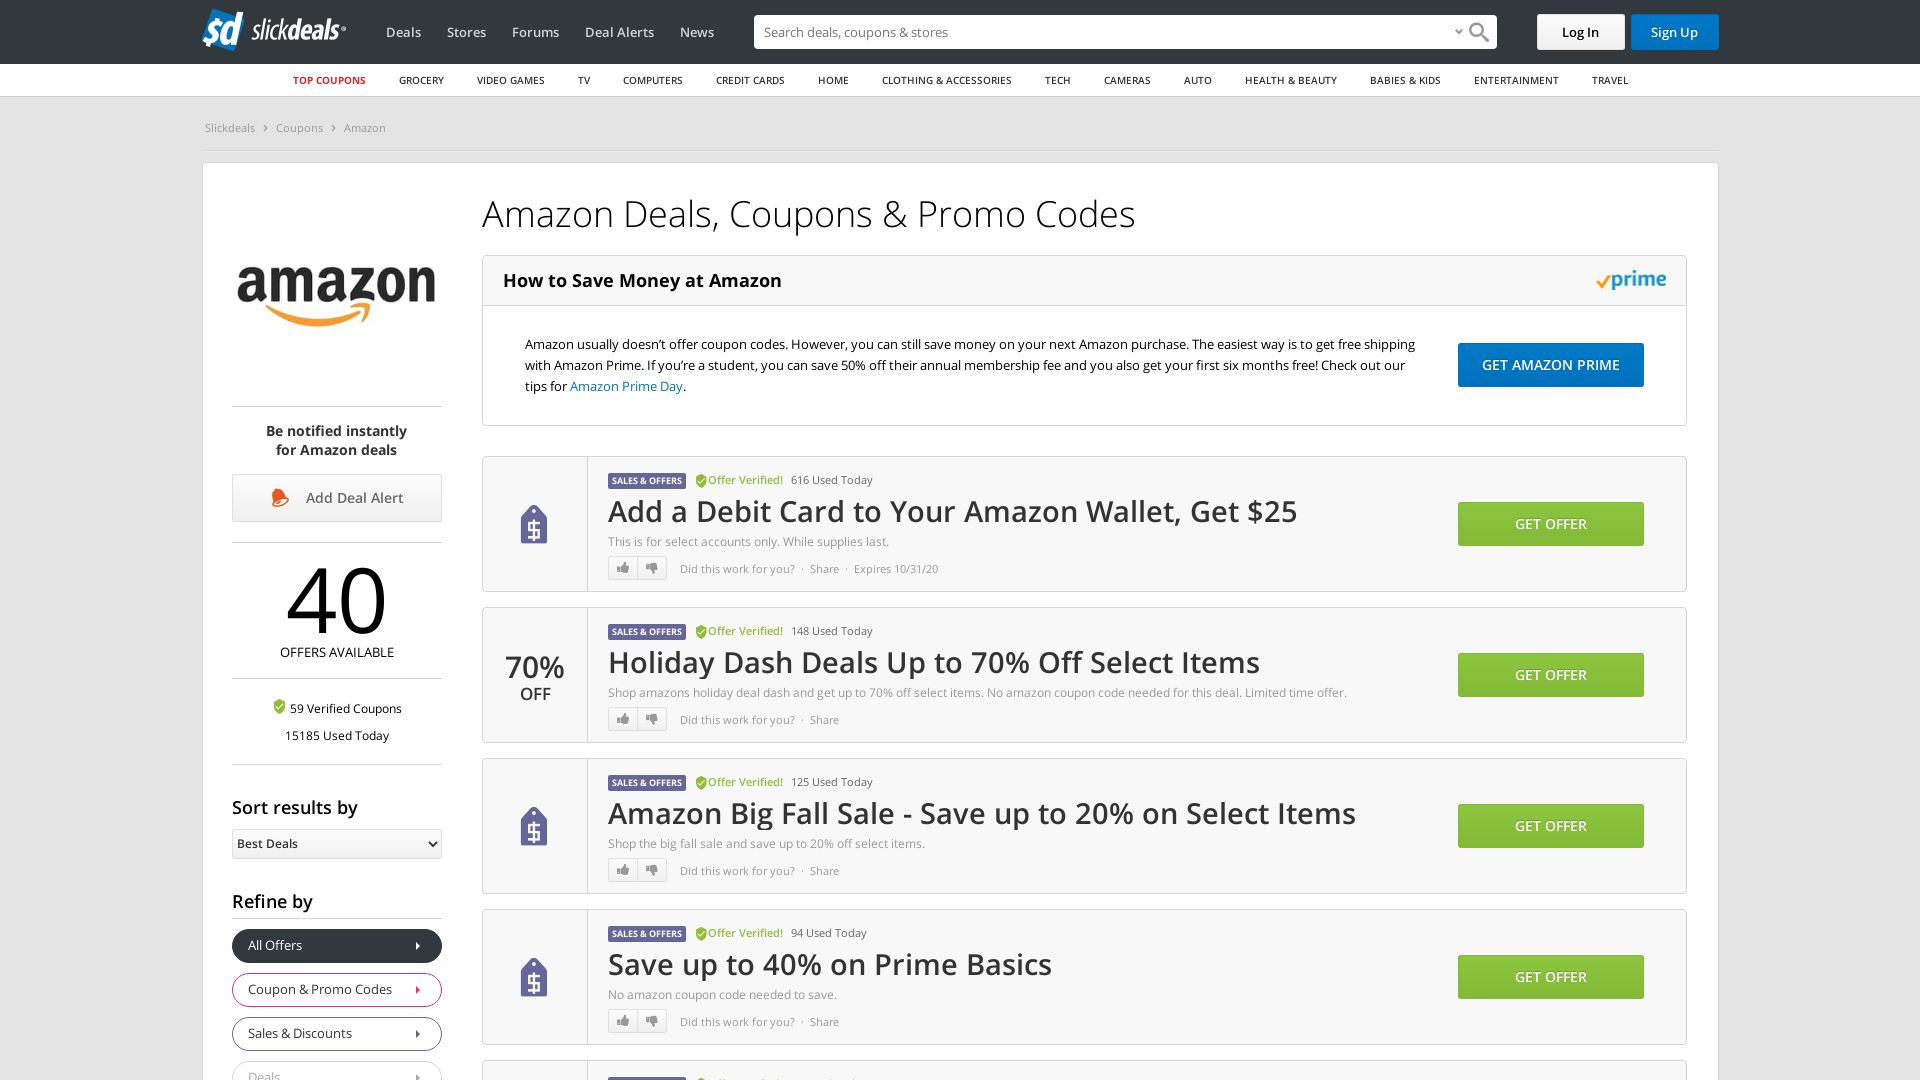 slickdeals
Deals
Stores
Forums
Deal Alerts
News
Search deals, coupons & stores
Log In
Sign Up
TOP COUPONS
GROCERY
VIDEO GAMES
TV
COMPUTERS
CREDIT CARDS
HOME
CLOTHING & ACCESSORIES
TECH
CAMERAS
AUTO
HEALTH & BEAUTY
BABIES & KIDS
ENTERTAINMENT
TRAVEL
Slickdeals › Coupons › Amazon
amazon
Be notified instantly
for Amazon deals
Add Deal Alert
40
OFFERS AVAILABLE
59 Verified Coupons
15185 Used Today
Sort results by
Best Deals
Refine by
All Offers
Coupon & Promo Codes
Sales & Discounts
Deals
Amazon Deals, Coupons & Promo Codes
How to Save Money at Amazon
prime
Amazon usually doesn’t offer coupon codes. However, you can still save money on your next Amazon purchase. The easiest way is to get free shipping
with Amazon Prime. If you’re a student, you can save 50% off their annual membership fee and you also get your first six months free! Check out our
tips for Amazon Prime Day.
GET AMAZON PRIME
SALES & OFFERS Offer Verified! 616 Used Today
Add a Debit Card to Your Amazon Wallet, Get $25
This is for select accounts only. While supplies last.
Did this work for you? · Share · Expires 10/31/20
GET OFFER
70%
OFF
SALES & OFFERS Offer Verified! 148 Used Today
Holiday Dash Deals Up to 70% Off Select Items
Shop amazons holiday deal dash and get up to 70% off select items. No amazon coupon code needed for this deal. Limited time offer.
Did this work for you? · Share
GET OFFER
SALES & OFFERS Offer Verified! 125 Used Today
Amazon Big Fall Sale - Save up to 20% on Select Items
Shop the big fall sale and save up to 20% off select items.
Did this work for you? · Share
GET OFFER
SALES & OFFERS Offer Verified! 94 Used Today
Save up to 40% on Prime Basics
No amazon coupon code needed to save.
Did this work for you? · Share
GET OFFER